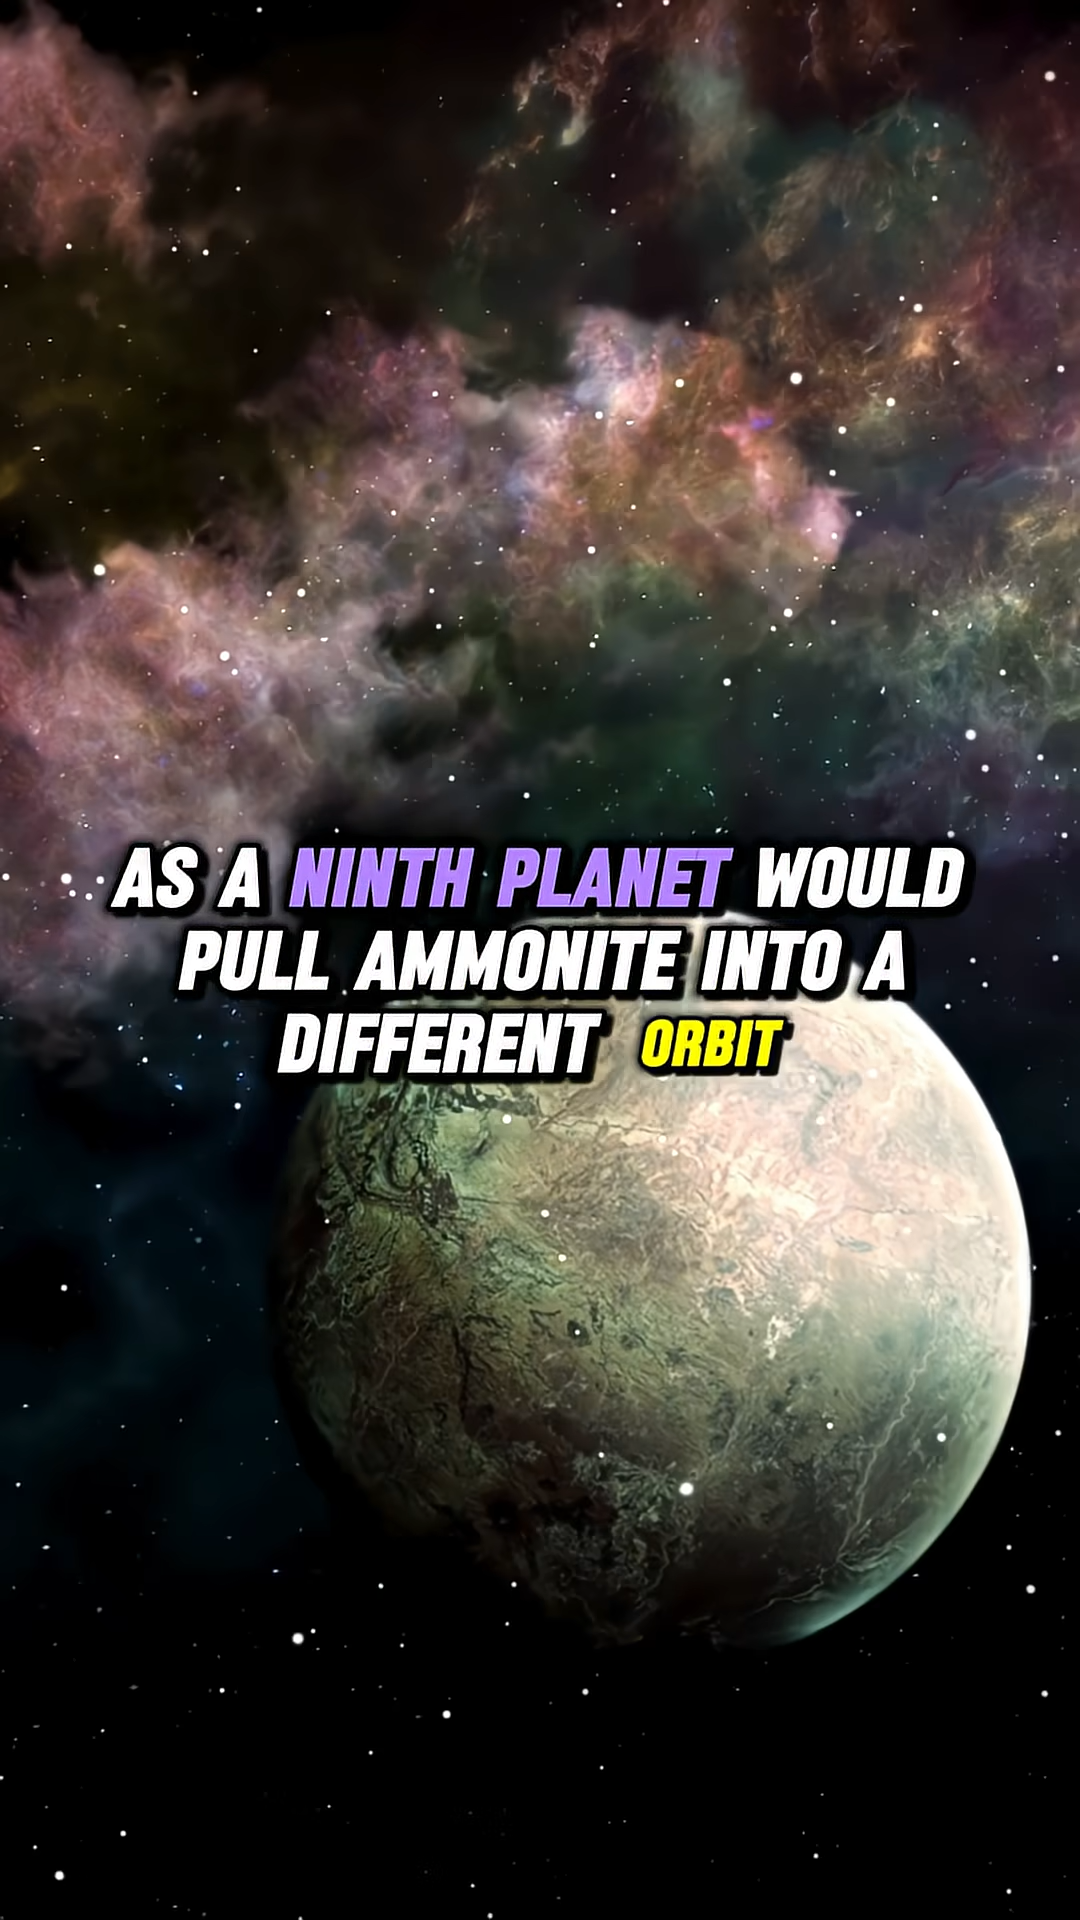 AS A NINTH PLANET WOULD
PULL AMMONITE INTO A
DIFFERENT ORBIT